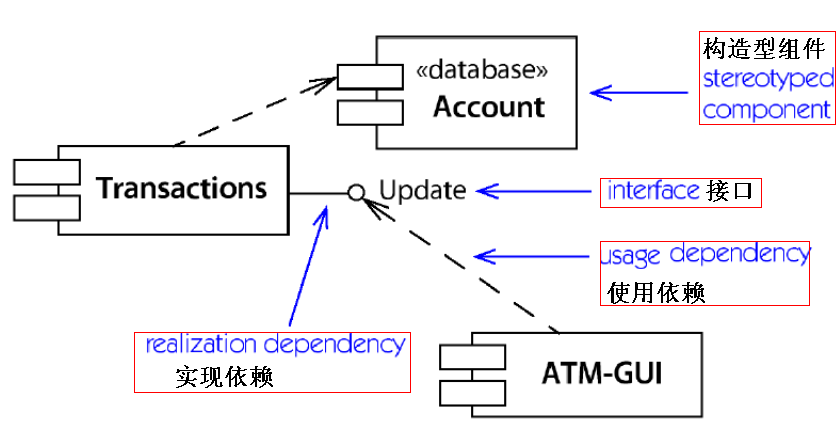 «database»
Account
构造型组件
stereotyped
component
Transactions
Update
interface 接口
usage dependency
使用依赖
realization dependency
实现依赖
ATM-GUI